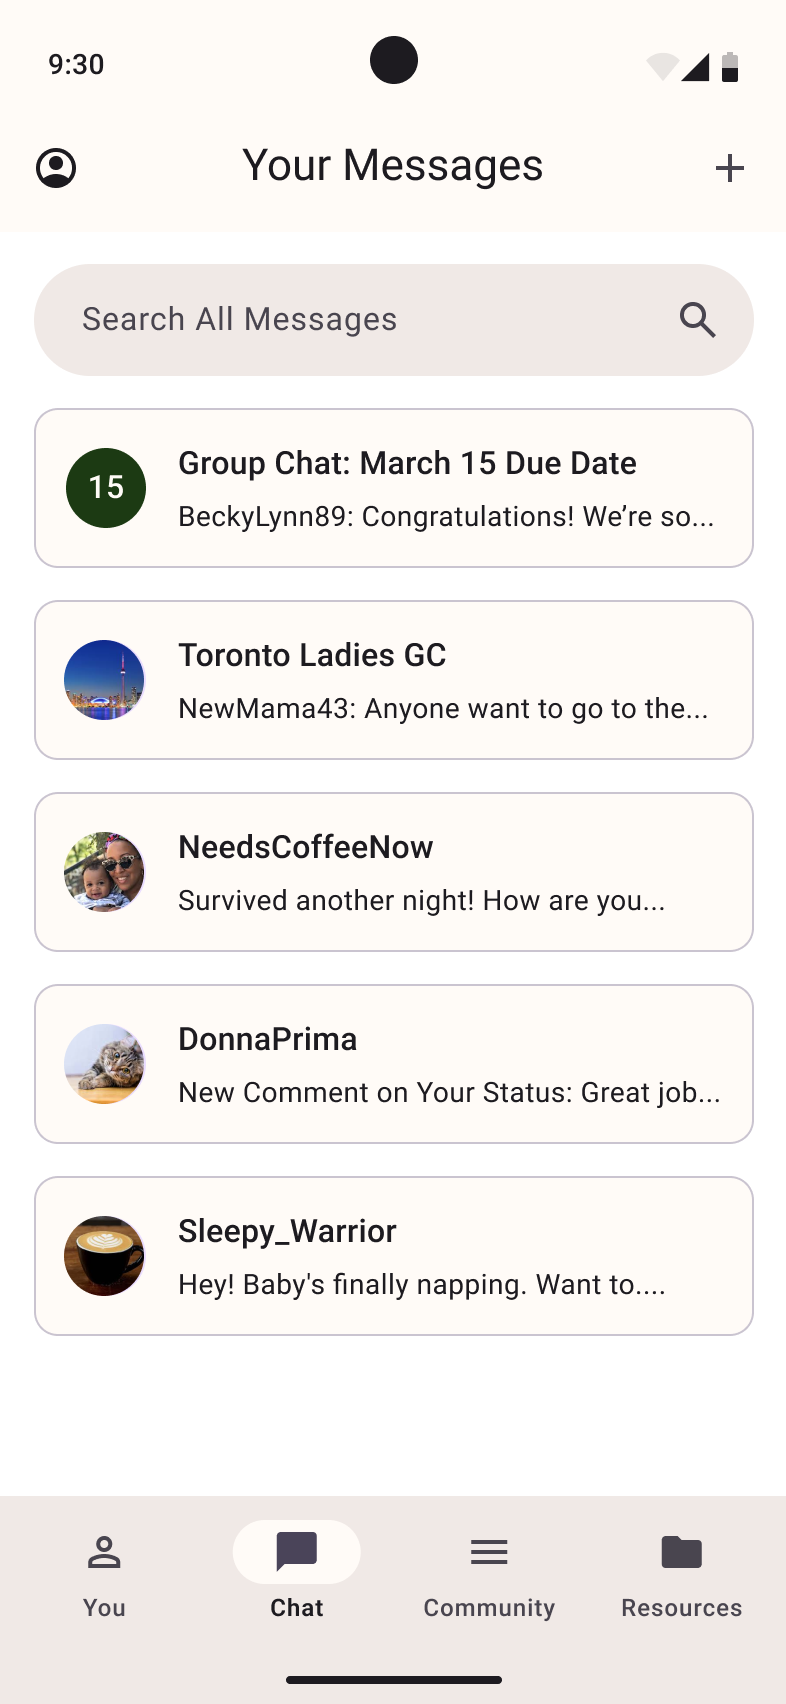 9:30
Your Messages
Search All Messages
15
Group Chat: March 15 Due Date
BeckyLynn89: Congratulations! We’re so...
Toronto Ladies GC
NewMama43: Anyone want to go to the...
NeedsCoffeeNow
Survived another night! How are you...
DonnaPrima
New Comment on Your Status: Great job...
Sleepy_Warrior
Hey! Baby's finally napping. Want to....
You
Chat
Community
Resources